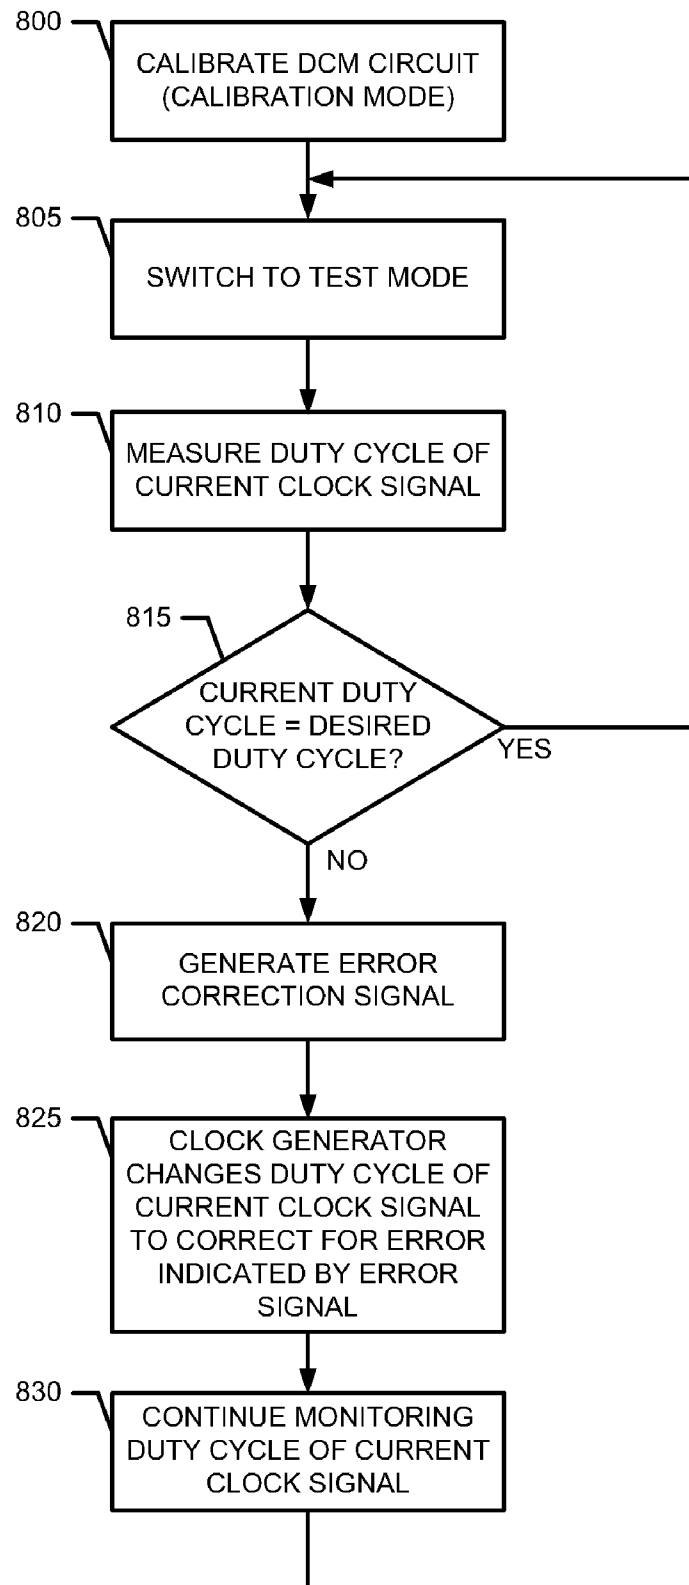 800
CALIBRATE DCM CIRCUIT
(CALIBRATION MODE)
805
SWITCH TO TEST MODE
810
MEASURE DUTY CYCLE OF
CURRENT CLOCK SIGNAL
815
CURRENT DUTY
CYCLE = DESIRED
DUTY CYCLE?
YES
NO
820
GENERATE ERROR
CORRECTION SIGNAL
825
CLOCK GENERATOR
CHANGES DUTY CYCLE OF
CURRENT CLOCK SIGNAL
TO CORRECT FOR ERROR
INDICATED BY ERROR
SIGNAL
830
CONTINUE MONITORING
DUTY CYCLE OF CURRENT
CLOCK SIGNAL